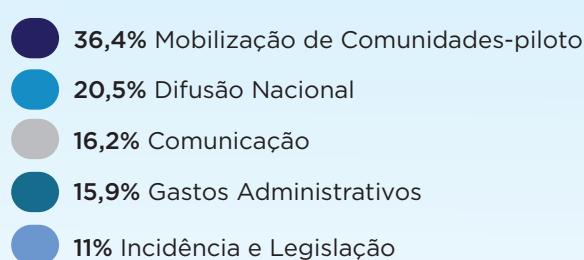 36,4% Mobilização de Comunidades-piloto
20,5% Difusão Nacional
16,2% Comunicação
15,9% Gastos Administrativos
11% Incidência e Legislação